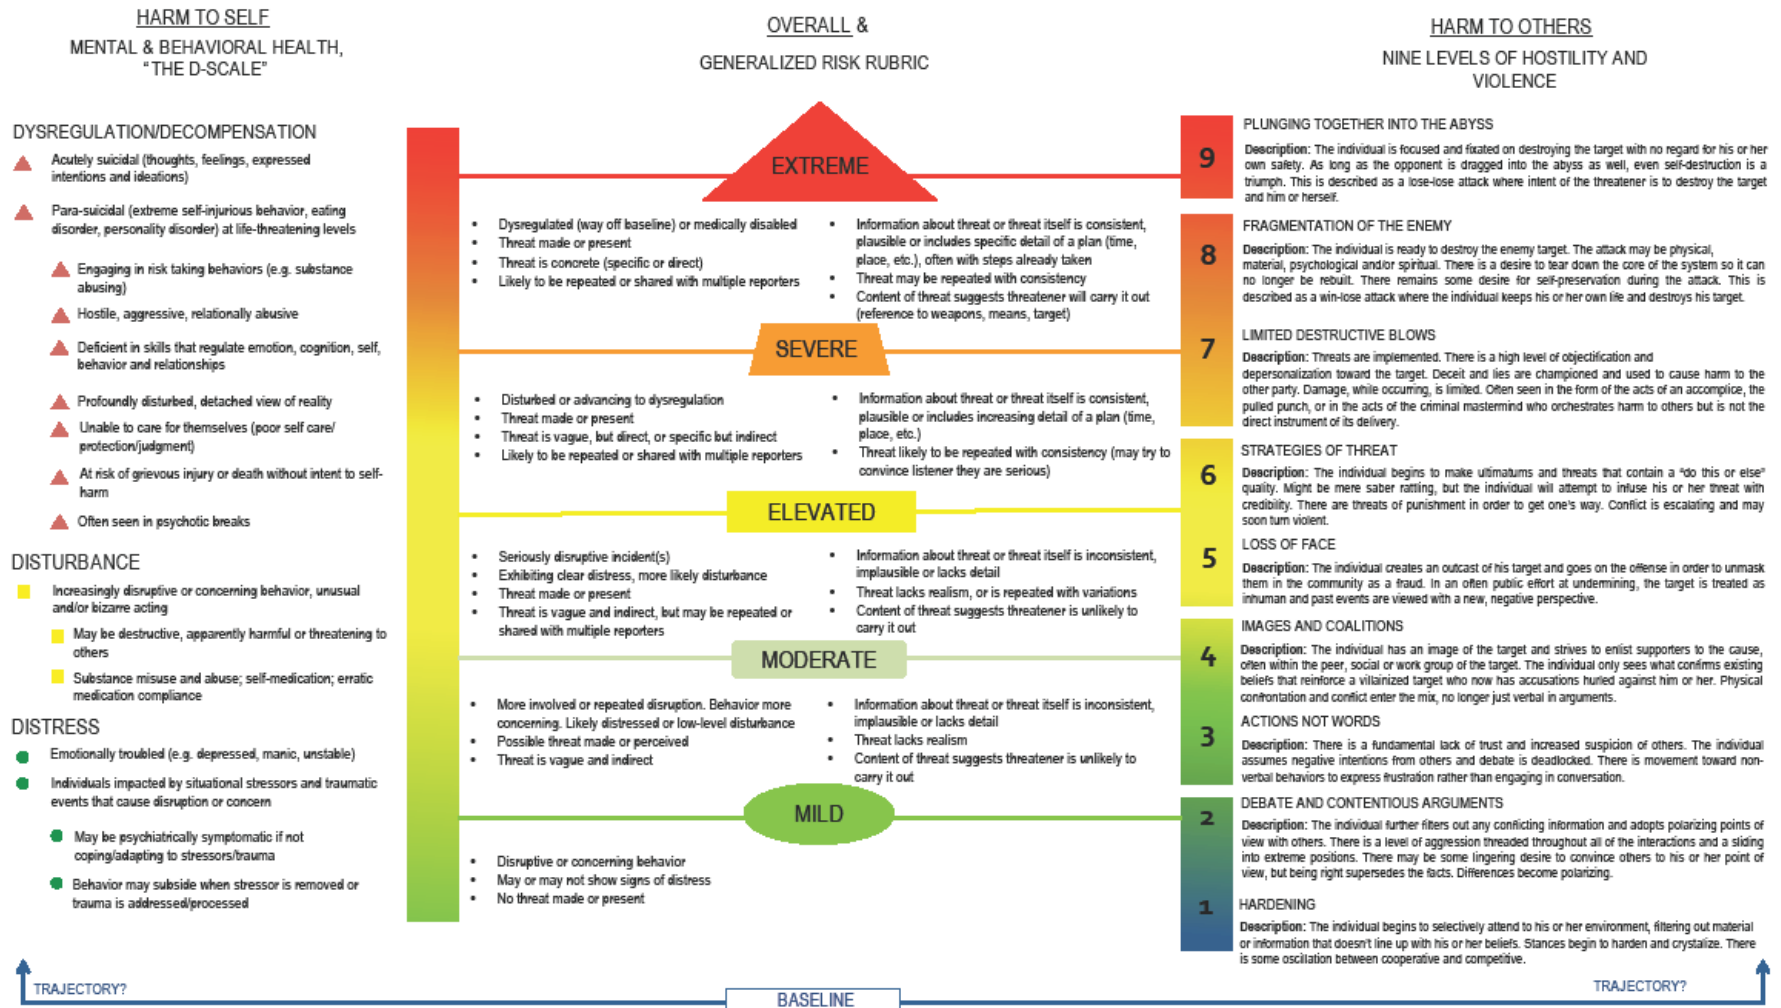 HARM TO SELF
MENTAL & BEHAVIORAL HEALTH,
"THE D-SCALE"
DYSREGULATION/DECOMPENSATION
Acutely suicidal (thoughts, feelings, expressed
intentions and ideations)
Para-suicidal (extreme self-injurious behavior, eating
disorder, personality disorder) at life-threatening levels
Engaging in risk taking behaviors (e.g. substance
abusing)
Hostile, aggressive, relationally abusive
Deficient in skills that regulate emotion, cognition, self,
behavior and relationships
Profoundly disturbed, detached view of reality
Unable to care for themselves (poor self care/
protection/judgment)
At risk of grievous injury or death without intent to self-
harm
Often seen in psychotic breaks
DISTURBANCE
Increasingly disruptive or concerning behavior, unusual
and/or bizarre acting
May be destructive, apparently harmful or threatening to
others
Substance misuse and abuse; self-medication; erratic
medication compliance
DISTRESS
Emotionally troubled (e.g. depressed, manic, unstable)
Individuals impacted by situational stressors and traumatic
events that cause disruption or concern
May be psychiatrically symptomatic if not
coping/adapting to stressors/trauma
Behavior may subside when stressor is removed or
trauma is addressed/processed
TRAJECTORY?
OVERALL &
GENERALIZED RISK RUBRIC
EXTREME
• Dysregulated (way off baseline) or medically disabled
• Threat made or present
• Threat is concrete (specific or direct)
• Likely to be repeated or shared with multiple reporters
• Information about threat or threat itself is consistent,
plausible or includes specific detail of a plan (time,
place, etc.), often with steps already taken
• Threat may be repeated with consistency
• Content of threat suggests threatener will carry it out
(reference to weapons, means, target)
SEVERE
• Disturbed or advancing to dysregulation
• Threat made or present
• Threat is vague, but direct, or specific but indirect
• Likely to be repeated or shared with multiple reporters
• Information about threat or threat itself is consistent,
plausible or includes increasing detail of a plan (time,
place, etc.)
• Threat likely to be repeated with consistency (may try to
convince listener they are serious)
ELEVATED
• Seriously disruptive incident(s)
• Exhibiting clear distress, more likely disturbance
• Threat made or present
• Threat is vague and indirect, but may be repeated or
shared with multiple reporters
• Information about threat or threat itself is inconsistent,
implausible or lacks detail
• Threat lacks realism, or is repeated with variations
• Content of threat suggests threatener is unlikely to
carry it out
MODERATE
• More involved or repeated disruption. Behavior more
concerning. Likely distressed or low-level disturbance
• Possible threat made or perceived
• Threat is vague and indirect
• Information about threat or threat itself is inconsistent,
implausible or lacks detail
• Threat lacks realism
• Content of threat suggests threatener is unlikely to
carry it out
MILD
• Disruptive or concerning behavior
• May or may not show signs of distress
• No threat made or present
BASELINE
HARM TO OTHERS
NINE LEVELS OF HOSTILITY AND
VIOLENCE
9
PLUNGING TOGETHER INTO THE ABYSS
Description: The individual is focused and fixated on destroying the target with no regard for his or her
own safety. As long as the opponent is dragged into the abyss as well, even self-destruction is a
triumph. This is described as a lose-lose attack where intent of the threatener is to destroy the target
and him or herself.
8
FRAGMENTATION OF THE ENEMY
Description: The individual is ready to destroy the enemy target. The attack may be physical,
material, psychological and/or spiritual. There is a desire to tear down the core of the system so it can
no longer be rebuilt. There remains some desire for self-preservation during the attack. This is
described as a win-lose attack where the individual keeps his or her own life and destroys his target.
7
LIMITED DESTRUCTIVE BLOWS
Description: Threats are implemented. There is a high level of objectification and
depersonalization toward the target. Deceit and lies are championed and used to cause harm to the
other party. Damage, while occurring, is limited. Often seen in the form of the acts of an accomplice, the
pulled punch, or in the acts of the criminal mastermind who orchestrates harm to others but is not the
direct instrument of its delivery.
6
STRATEGIES OF THREAT
Description: The individual begins to make ultimatums and threats that contain a "do this or else"
quality. Might be mere saber rattling, but the individual will attempt to infuse his or her threat with
credibility. There are threats of punishment in order to get one's way. Conflict is escalating and may
soon turn violent.
5
LOSS OF FACE
Description: The individual creates an outcast of his target and goes on the offense in order to unmask
them in the community as a fraud. In an often public effort at undermining, the target is treated as
inhuman and past events are viewed with a new, negative perspective.
4
IMAGES AND COALITIONS
Description: The individual has an image of the target and strives to enlist supporters to the cause,
often within the peer, social or work group of the target. The individual only sees what confirms existing
beliefs that reinforce a villainized target who now has accusations hurled against him or her. Physical
confrontation and conflict enter the mix, no longer just verbal in arguments.
3
ACTIONS NOT WORDS
Description: There is a fundamental lack of trust and increased suspicion of others. The individual
assumes negative intentions from others and debate is deadlocked. There is movement toward non-
verbal behaviors to express frustration rather than engaging in conversation.
2
DEBATE AND CONTENTIOUS ARGUMENTS
Description: The individual further filters out any conflicting information and adopts polarizing points of
view with others. There is a level of aggression threaded throughout all of the interactions and a sliding
into extreme positions. There may be some lingering desire to convince others to his or her point of
view, but being right supersedes the facts. Differences become polarizing.
1
HARDENING
Description: The individual begins to selectively attend to his or her environment, filtering out material
or information that doesn't line up with his or her beliefs. Stances begin to harden and crystalize. There
is some oscillation between cooperative and competitive.
TRAJECTORY?